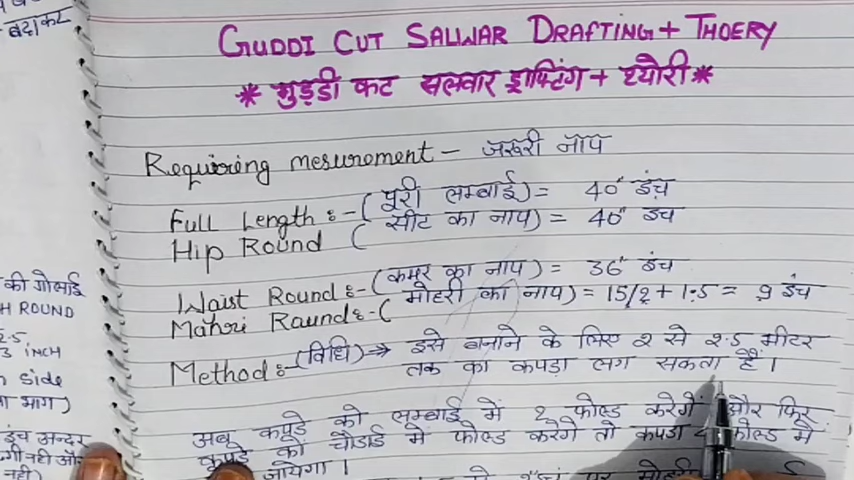 बटा कट
GUDDI CUT SALWAR DRAFTING + THOERY
* गुड्डी कट सलवार ड्राफ्टिंग + थ्योरी *
Requiring mesurement - जरूरी नॉप
Full Length :- ( पूरी लम्बाई ) = 40" इंच
Hip Round ( सीट का नाप ) = 40" इंच
Waist Round :- ( कमर का नाप ) = 36" इंच
Mahri Raund :- ( मोहरी का नाप ) = 15/2 + 1.5 = 9 इंच
Method :- (विधि) → इसे बनाने के लिए 2 से 2.5 मीटर
तक का कपड़ा लग सकता है।
अब कपड़े को लम्बाई में 2 फोल्ड करेगें और फिर
कपड़े को चौडाई में फोल्ड करेगें तो कपडा 4 फोल्ड में
जायेगा।
की गोलाई
H ROUND
2.5
3 INCH
side
भाग)
इंच अन्दर
नही)